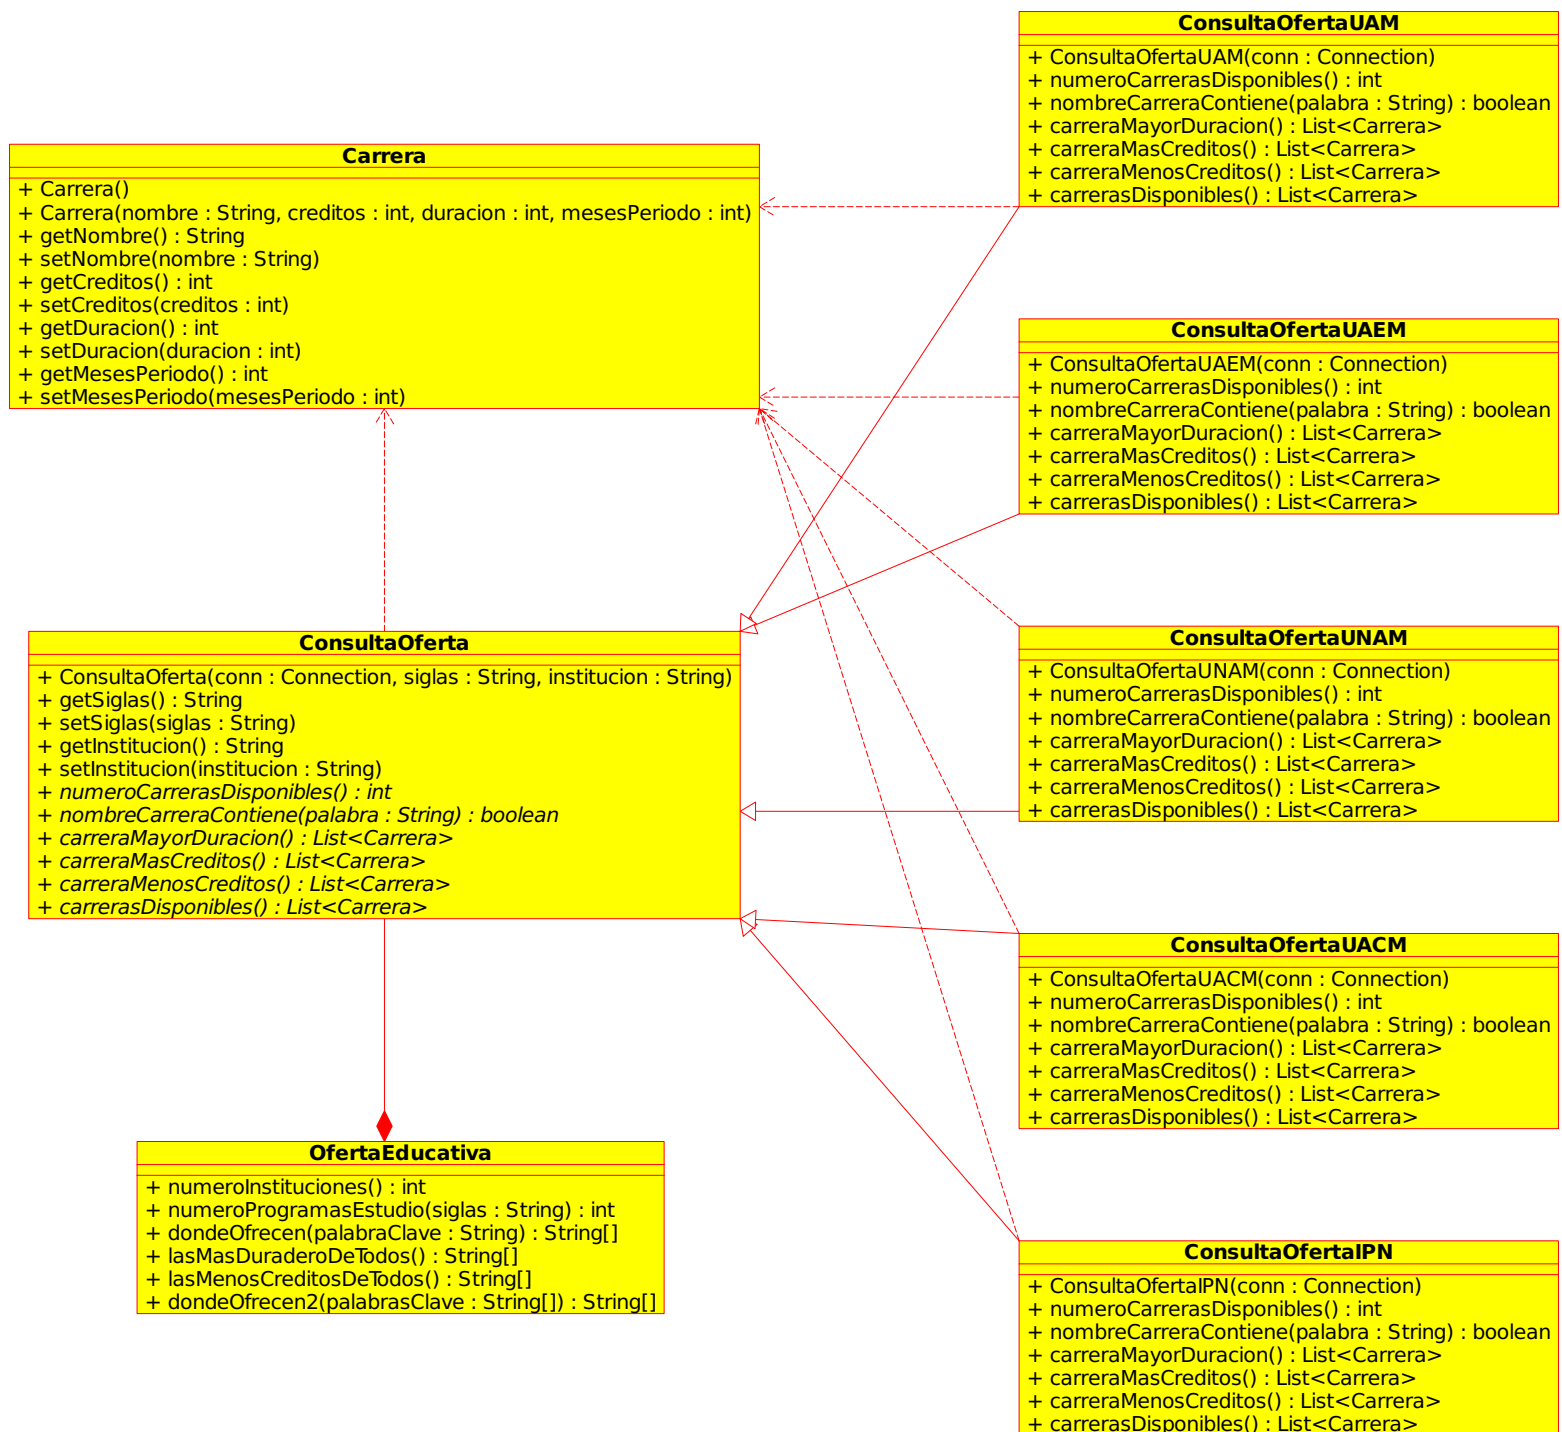 Carrera
+ Carrera()
+ Carrera(nombre : String, creditos : int, duracion : int, mesesPeriodo : int)
+ getNombre() : String
+ setNombre(nombre : String)
+ getCreditos() : int
+ setCreditos(creditos : int)
+ getDuracion() : int
+ setDuracion(duracion : int)
+ getMesesPeriodo() : int
+ setMesesPeriodo(mesesPeriodo : int)
ConsultaOferta
+ ConsultaOferta(conn : Connection, siglas : String, institucion : String)
+ getSiglas() : String
+ setSiglas(siglas : String)
+ getInstitucion() : String
+ setInstitucion(institucion : String)
+ numeroCarrerasDisponibles() : int
+ nombreCarreraContiene(palabra : String) : boolean
+ carreraMayorDuracion() : List<Carrera>
+ carreraMasCreditos() : List<Carrera>
+ carreraMenosCreditos() : List<Carrera>
+ carrerasDisponibles() : List<Carrera>
OfertaEducativa
+ numeroInstituciones() : int
+ numeroProgramasEstudio(siglas : String) : int
+ dondeOfrecen(palabraClave : String) : String[]
+ lasMasDuraderoDeTodos() : String[]
+ lasMenosCreditosDeTodos() : String[]
+ dondeOfrecen2(palabrasClave : String[]) : String[]
ConsultaOfertaUAM
+ ConsultaOfertaUAM(conn : Connection)
+ numeroCarrerasDisponibles() : int
+ nombreCarreraContiene(palabra : String) : boolean
+ carreraMayorDuracion() : List<Carrera>
+ carreraMasCreditos() : List<Carrera>
+ carreraMenosCreditos() : List<Carrera>
+ carrerasDisponibles() : List<Carrera>
ConsultaOfertaUAEM
+ ConsultaOfertaUAEM(conn : Connection)
+ numeroCarrerasDisponibles() : int
+ nombreCarreraContiene(palabra : String) : boolean
+ carreraMayorDuracion() : List<Carrera>
+ carreraMasCreditos() : List<Carrera>
+ carreraMenosCreditos() : List<Carrera>
+ carrerasDisponibles() : List<Carrera>
ConsultaOfertaUNAM
+ ConsultaOfertaUNAM(conn : Connection)
+ numeroCarrerasDisponibles() : int
+ nombreCarreraContiene(palabra : String) : boolean
+ carreraMayorDuracion() : List<Carrera>
+ carreraMasCreditos() : List<Carrera>
+ carreraMenosCreditos() : List<Carrera>
+ carrerasDisponibles() : List<Carrera>
ConsultaOfertaUACM
+ ConsultaOfertaUACM(conn : Connection)
+ numeroCarrerasDisponibles() : int
+ nombreCarreraContiene(palabra : String) : boolean
+ carreraMayorDuracion() : List<Carrera>
+ carreraMasCreditos() : List<Carrera>
+ carreraMenosCreditos() : List<Carrera>
+ carrerasDisponibles() : List<Carrera>
ConsultaOfertaIPN
+ ConsultaOfertaIPN(conn : Connection)
+ numeroCarrerasDisponibles() : int
+ nombreCarreraContiene(palabra : String) : boolean
+ carreraMayorDuracion() : List<Carrera>
+ carreraMasCreditos() : List<Carrera>
+ carreraMenosCreditos() : List<Carrera>
+ carrerasDisponibles() : List<Carrera>